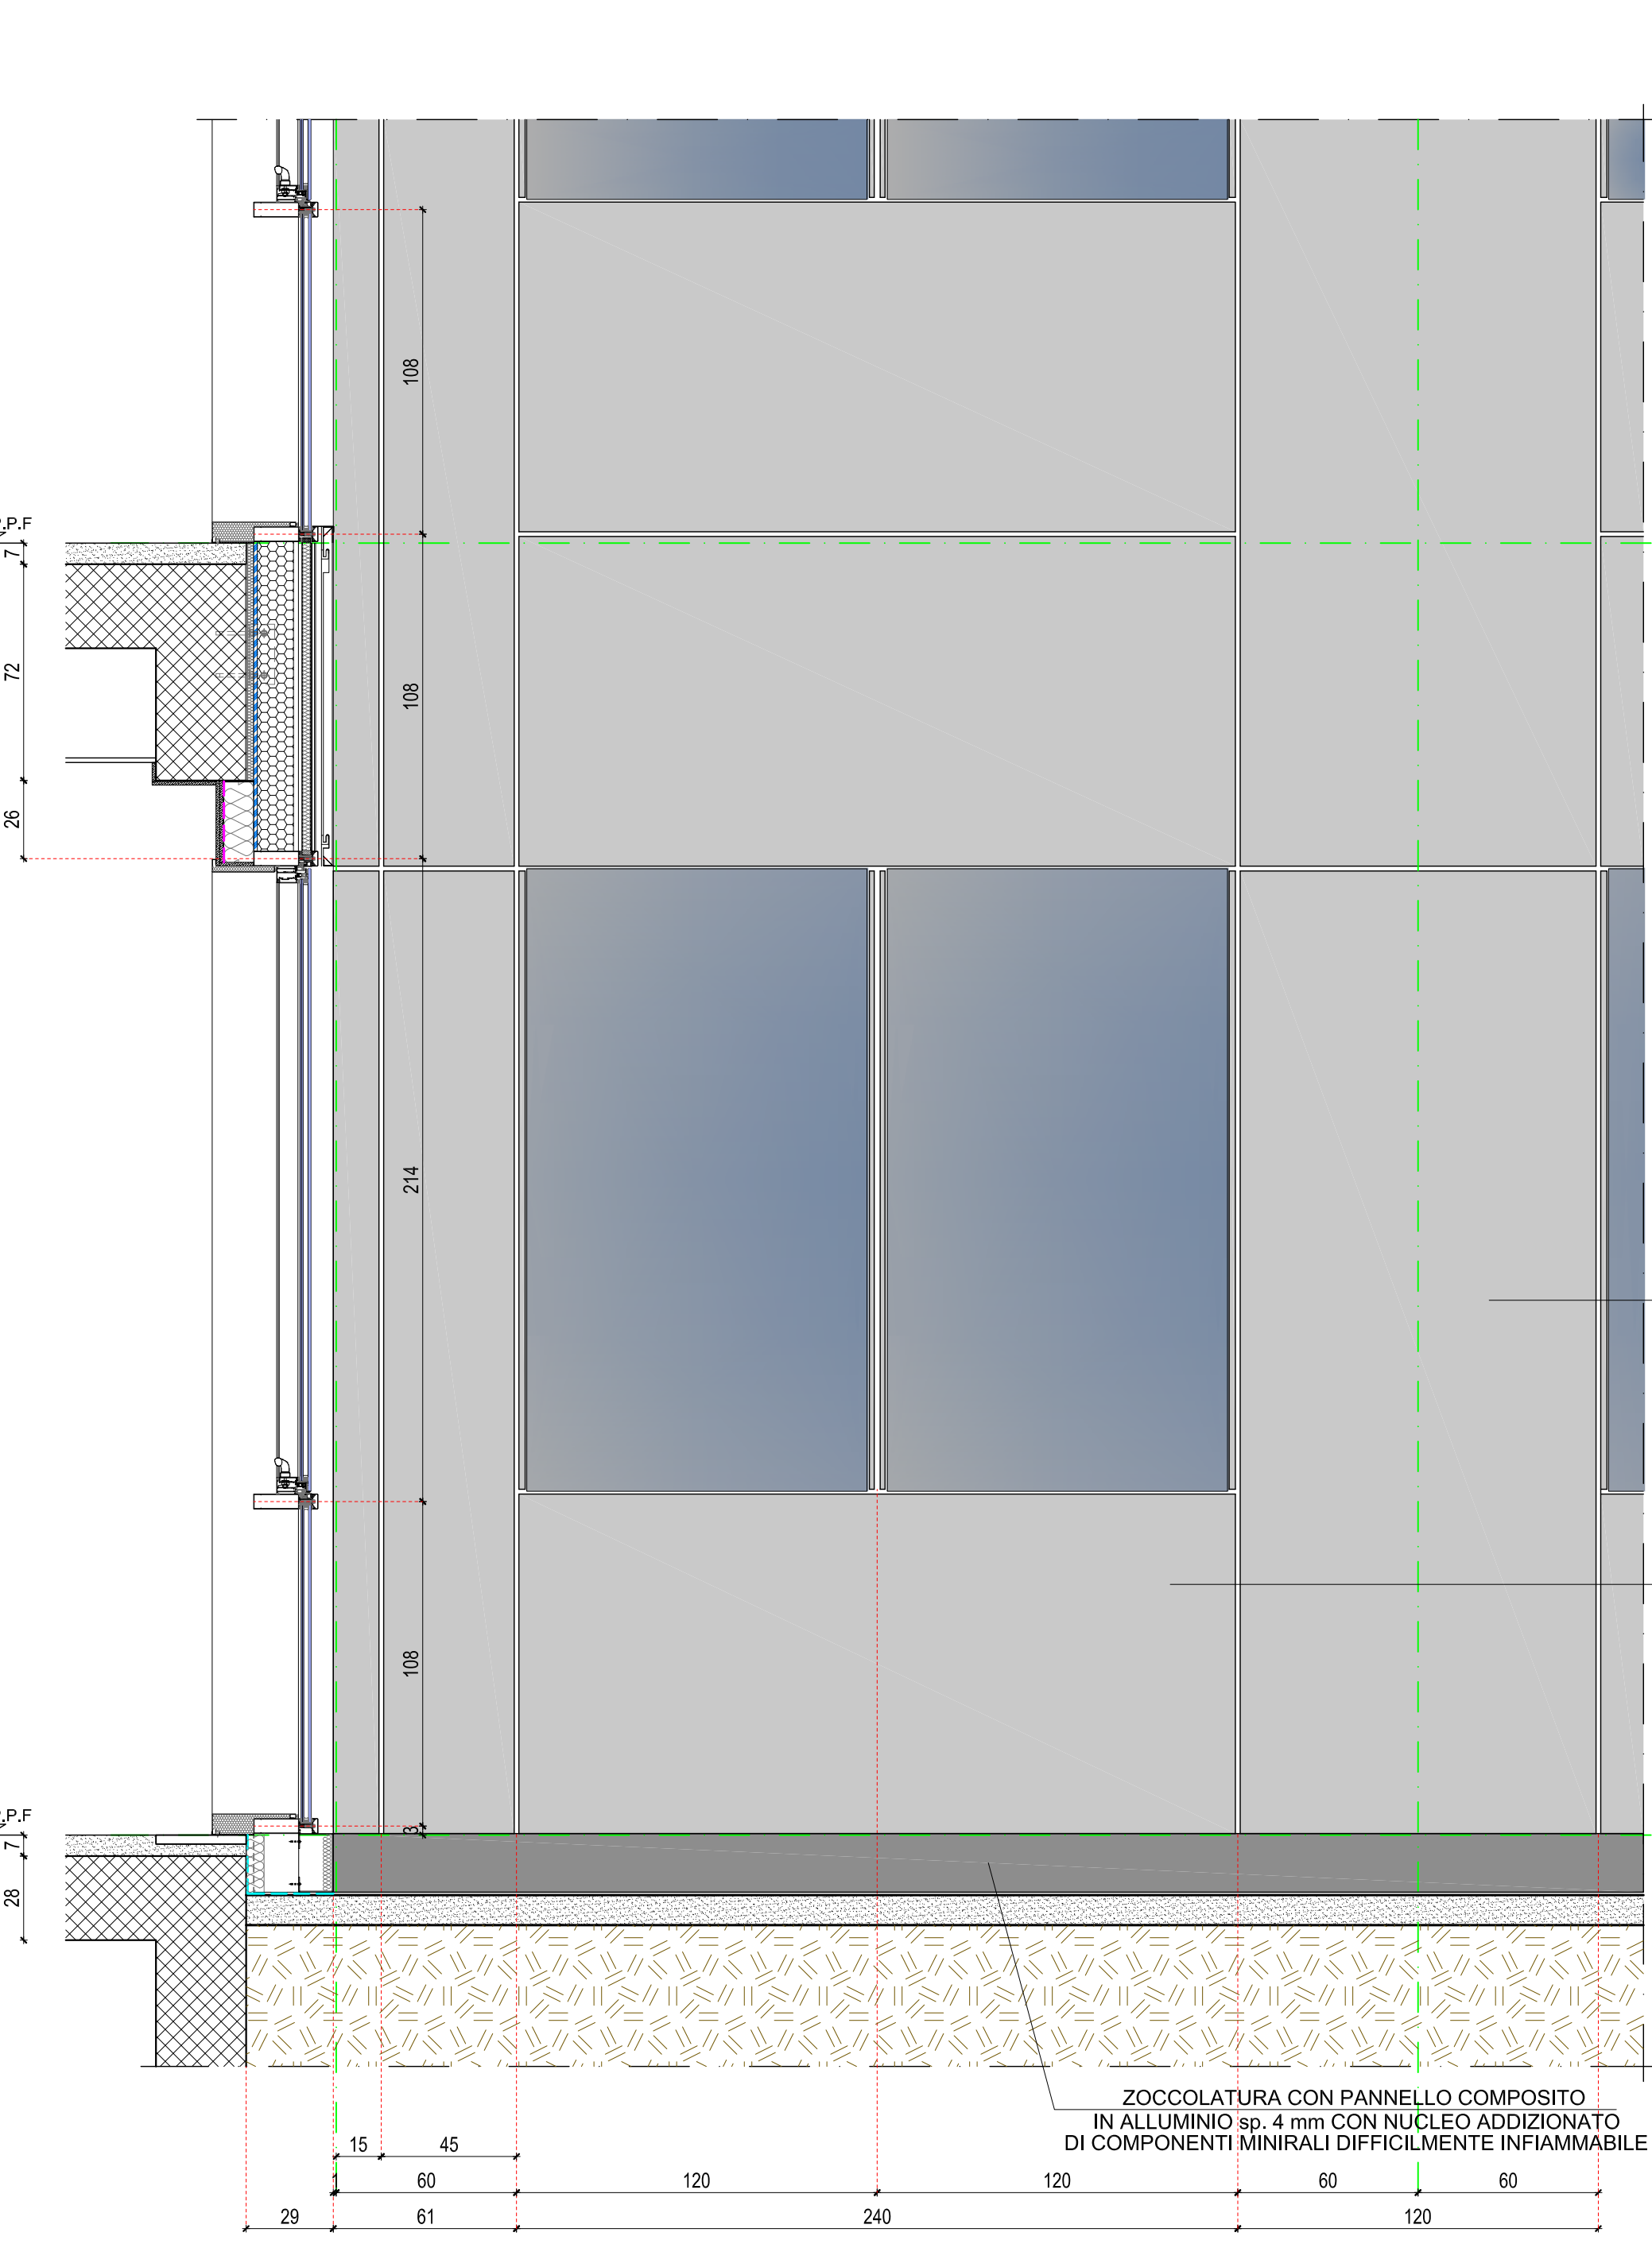 108
P.P.F
7
72
108
26
214
108
P.P.F
3
7
28
ZOCCOLATURA CON PANNELLO COMPOSITO
IN ALLUMINIO sp. 4 mm CON NUCLEO ADDIZIONATO
DI COMPONENTI MINIRALI DIFFICILMENTE INFIAMMABILE
15 45
1 60 120 120 60 60
29 61 240 120